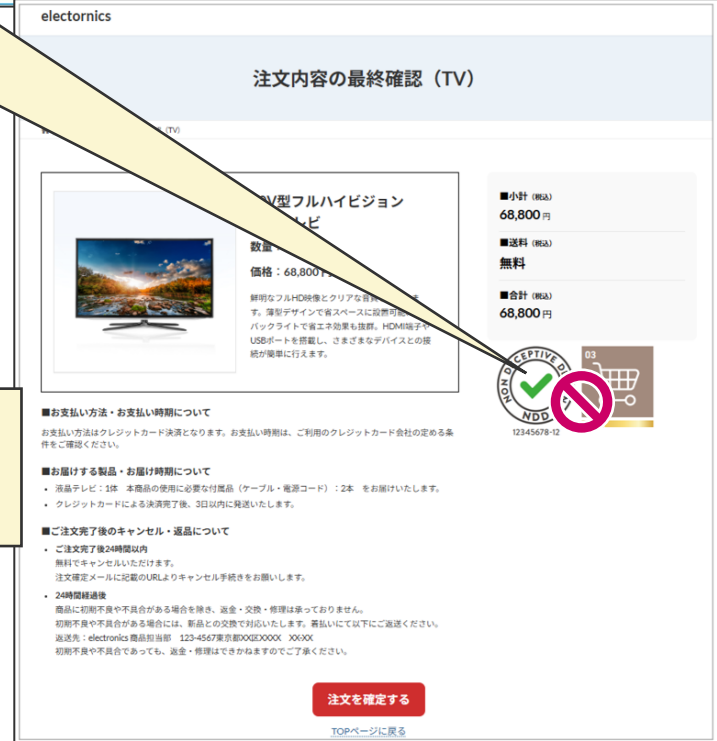 electornics
注文内容の最終確認（TV）
（TV）
V型フルハイビジョン
レビ
数量
価格：68,800円
鮮明なフルHD映像とクリアな音
す。薄型デザインで省スペースに設置可能
バックライトで省エネ効果も抜群。HDMI端子や
USBポートを搭載し、さまざまなデバイスとの接
続が簡単に行えます。
■小計（税込）
68,800 円
■送料（税込）
無料
■合計（税込）
68,800 円
NON DECEPTIVE D
NDD
12345678-12
03
■お支払い方法・お支払い時期について
お支払い方法はクレジットカード決済となります。お支払い時期は、ご利用のクレジットカード会社の定める条
件をご確認ください。
■お届けする製品・お届け時期について
• 液晶テレビ：1体　本商品の使用に必要な付属品（ケーブル・電源コード）：2本　をお届けいたします。
• クレジットカードによる決済完了後、3日以内に発送いたします。
■ご注文完了後のキャンセル・返品について
• ご注文完了後24時間以内
無料でキャンセルいただけます。
注文確定メールに記載のURLよりキャンセル手続きをお願いします。
• 24時間経過後
商品に初期不良や不具合がある場合を除き、返金・交換・修理は承っておりません。
初期不良や不具合がある場合には、新品との交換で対応いたします。着払いにて以下にご返送ください。
返送先：electronics 商品担当部　123-4567東京都XX区XXXX　XX-XX
初期不良や不具合であっても、返金・修理はできかねますのでご了承ください。
注文を確定する
TOPページに戻る